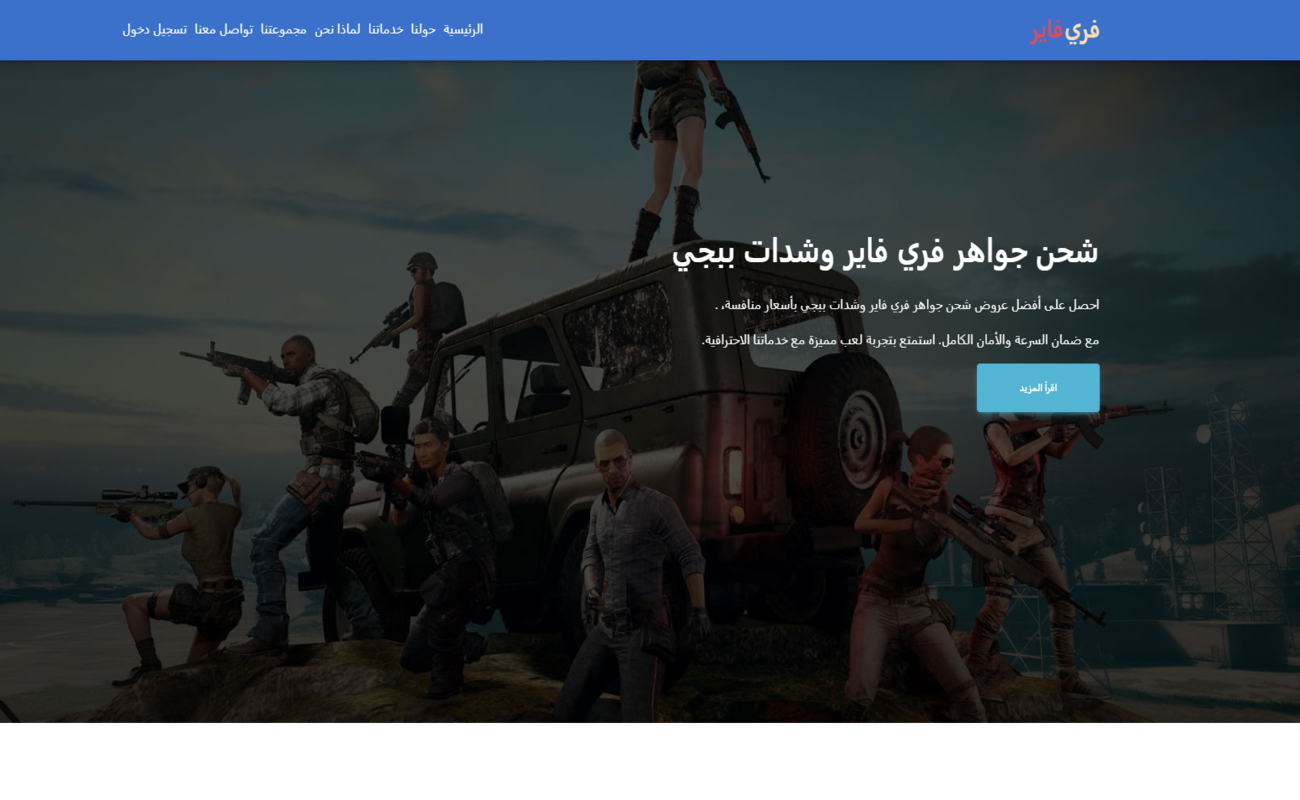 فري فاير
الرئيسية حولنا خدماتنا لماذا نحن مجموعتنا تواصل معنا تسجيل دخول
شحن جواهر فري فاير وشدات ببجي
احصل على أفضل عروض شحن جواهر فري فاير وشدات ببجي بأسعار منافسة، .
مع ضمان السرعة والأمان الكامل. استمتع بتجربة لعب مميزة مع خدماتنا الاحترافية.
اقرأ المزيد